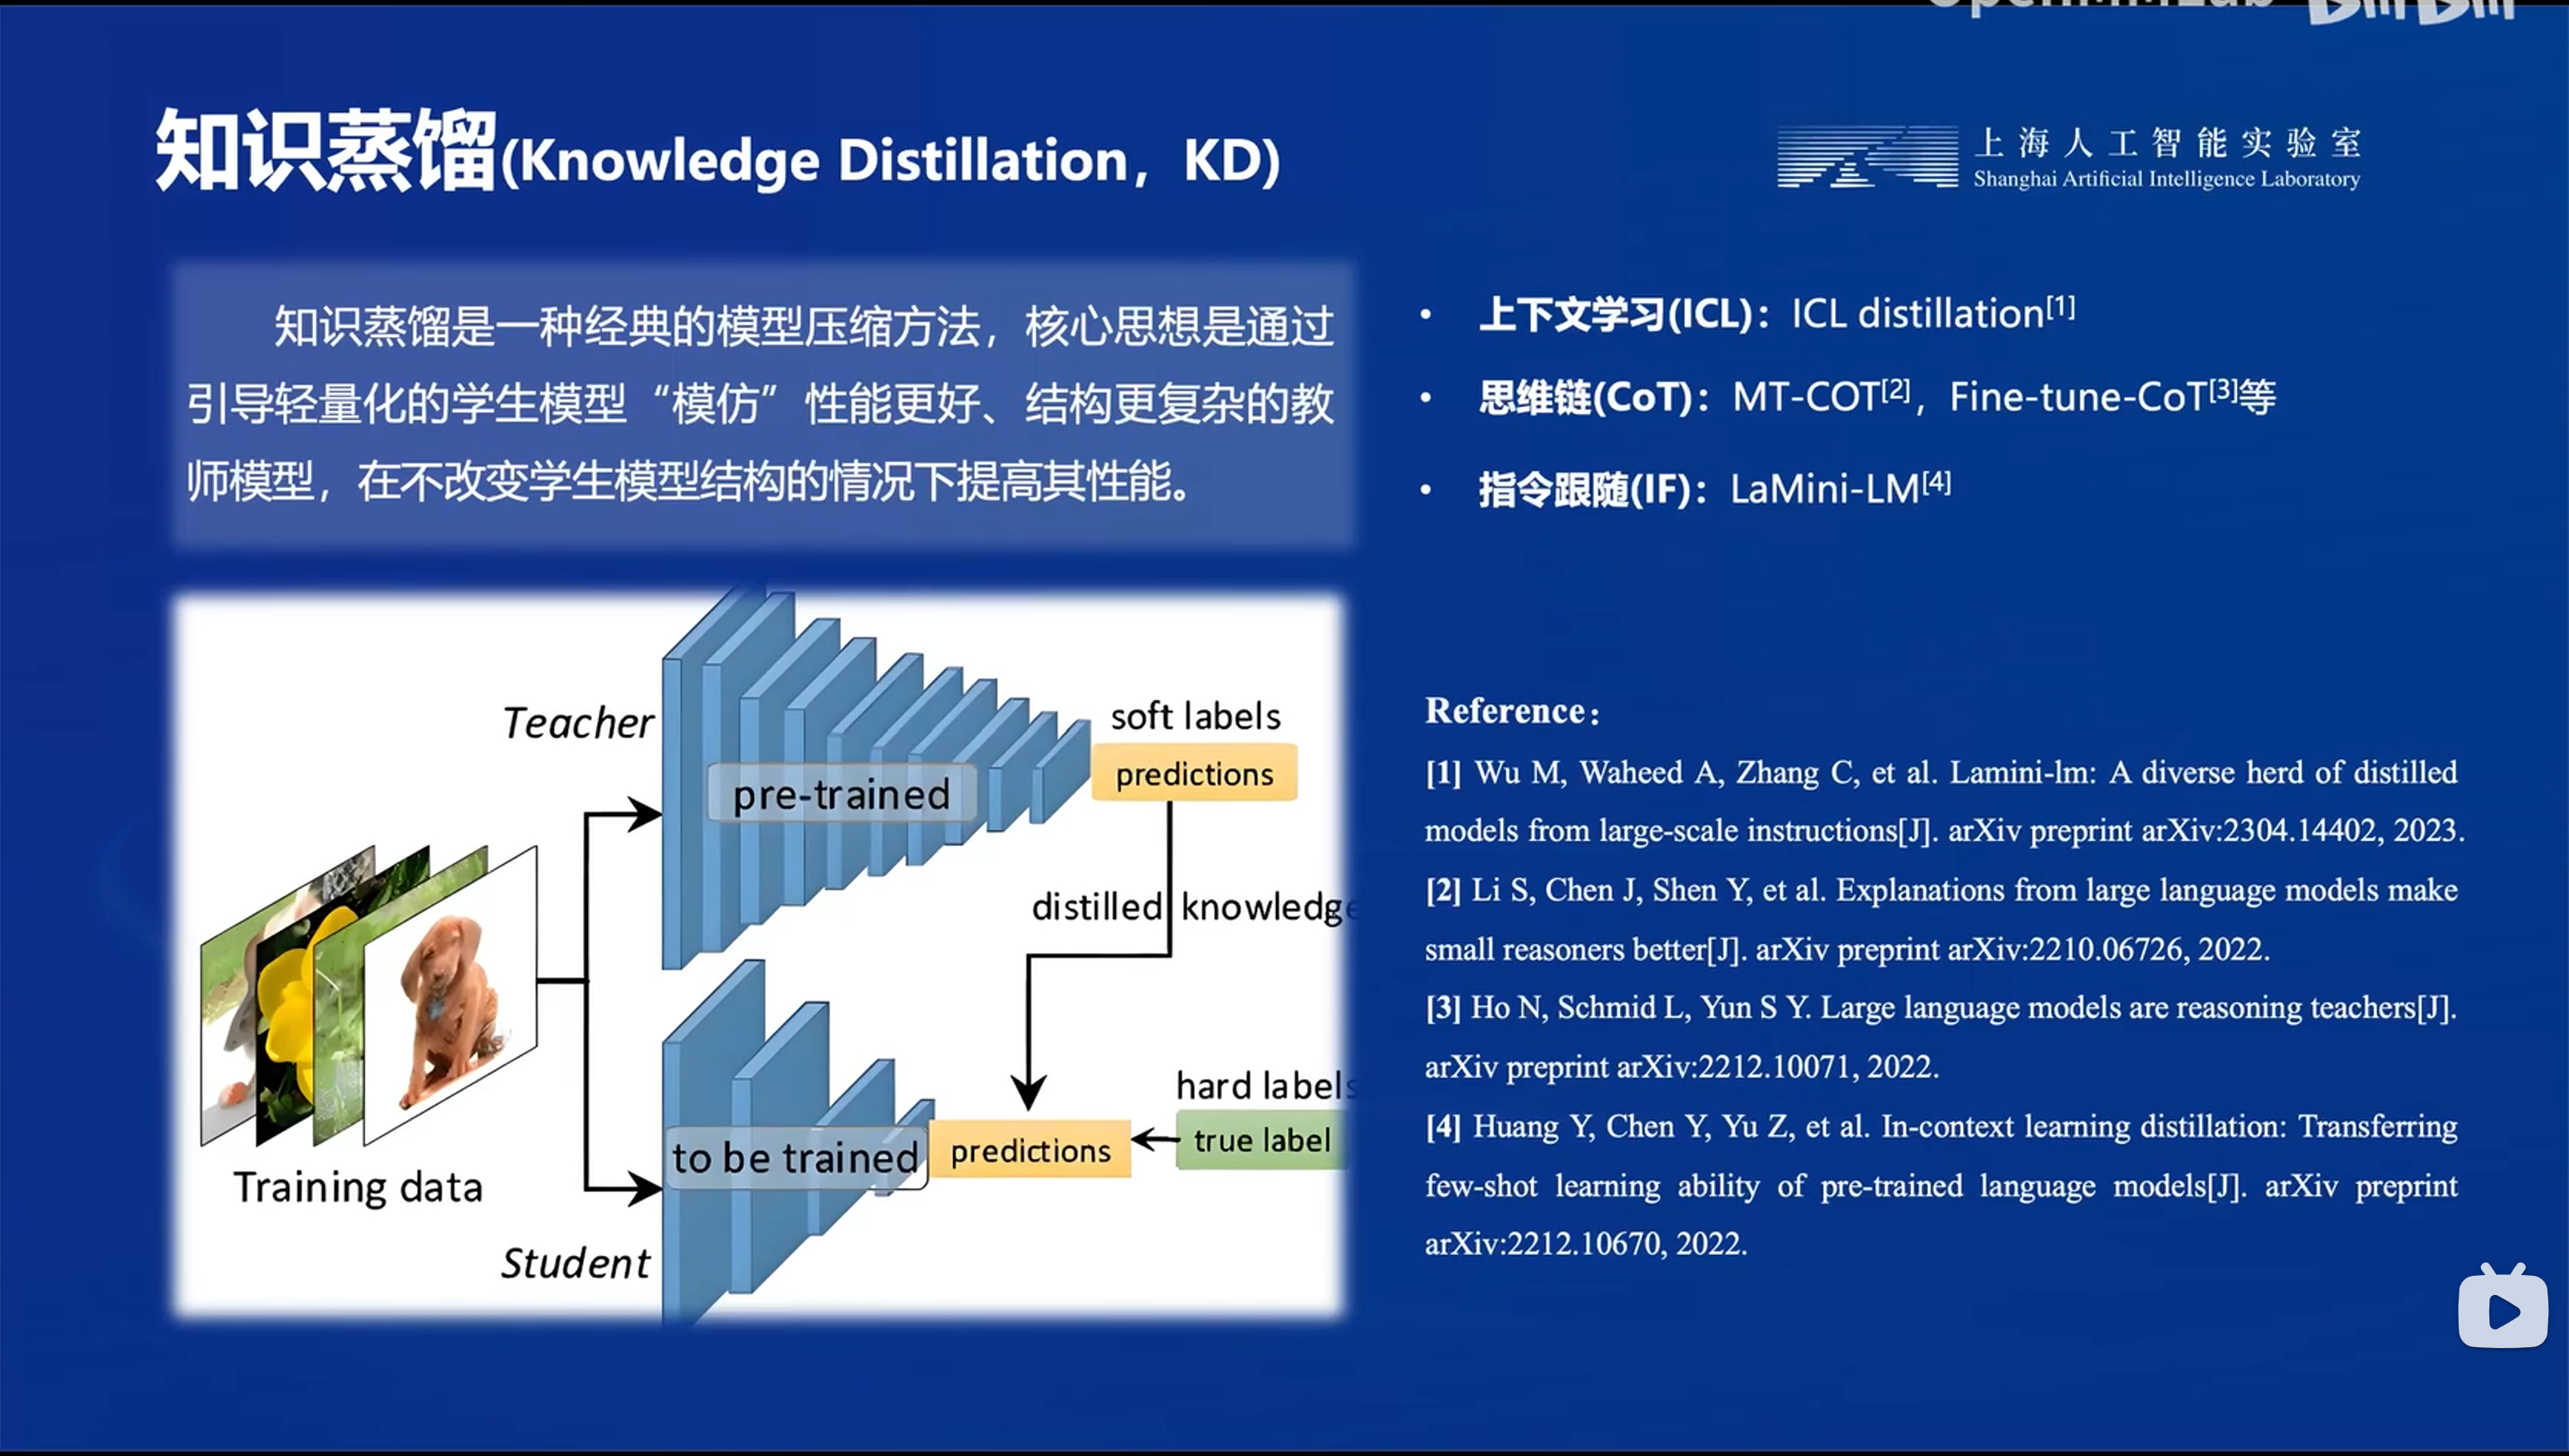 知识蒸馏(Knowledge Distillation，KD)
上海人工智能实验室
Shanghai Artificial Intelligence Laboratory
知识蒸馏是一种经典的模型压缩方法，核心思想是通过
引导轻量化的学生模型“模仿”性能更好、结构更复杂的教
师模型，在不改变学生模型结构的情况下提高其性能。
• 上下文学习(ICL)：ICL distillation[1]
• 思维链(CoT)：MT-COT[2]，Fine-tune-CoT[3]等
• 指令跟随(IF)：LaMini-LM[4]
Teacher
pre-trained
soft labels
predictions
distilled knowledge
Training data
hard labels
true label
to be trained
predictions
Student
Reference：
[1] Wu M, Waheed A, Zhang C, et al. Lamini-lm: A diverse herd of distilled
models from large-scale instructions[J]. arXiv preprint arXiv:2304.14402, 2023.
[2] Li S, Chen J, Shen Y, et al. Explanations from large language models make
small reasoners better[J]. arXiv preprint arXiv:2210.06726, 2022.
[3] Ho N, Schmid L, Yun S Y. Large language models are reasoning teachers[J].
arXiv preprint arXiv:2212.10071, 2022.
[4] Huang Y, Chen Y, Yu Z, et al. In-context learning distillation: Transferring
few-shot learning ability of pre-trained language models[J]. arXiv preprint
arXiv:2212.10670, 2022.